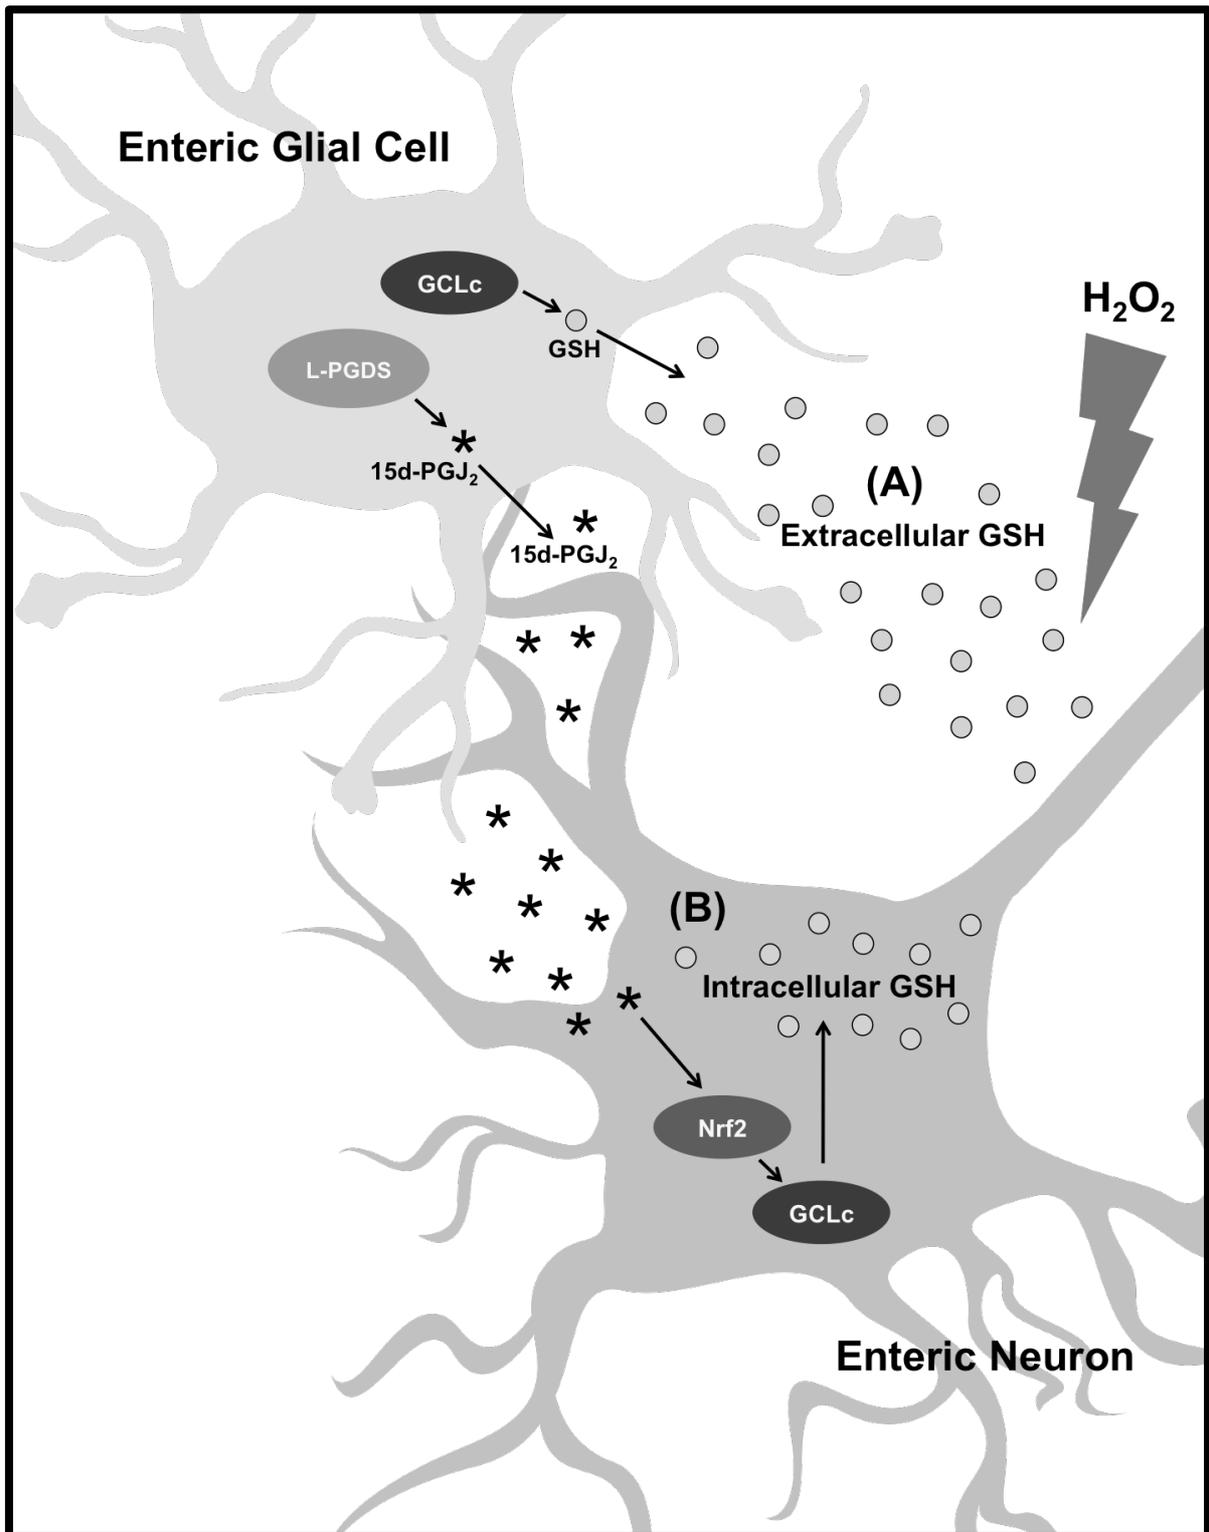 Enteric Glial Cell
GCLc
GSH
H₂O₂
L-PGDS
*
15d-PGJ₂
(A)
Extracellular GSH
*
15d-PGJ₂
* *
*
*
*
*
*
*
*
*
(B)
Intracellular GSH
*
*
Nrf2
GCLc
Enteric Neuron